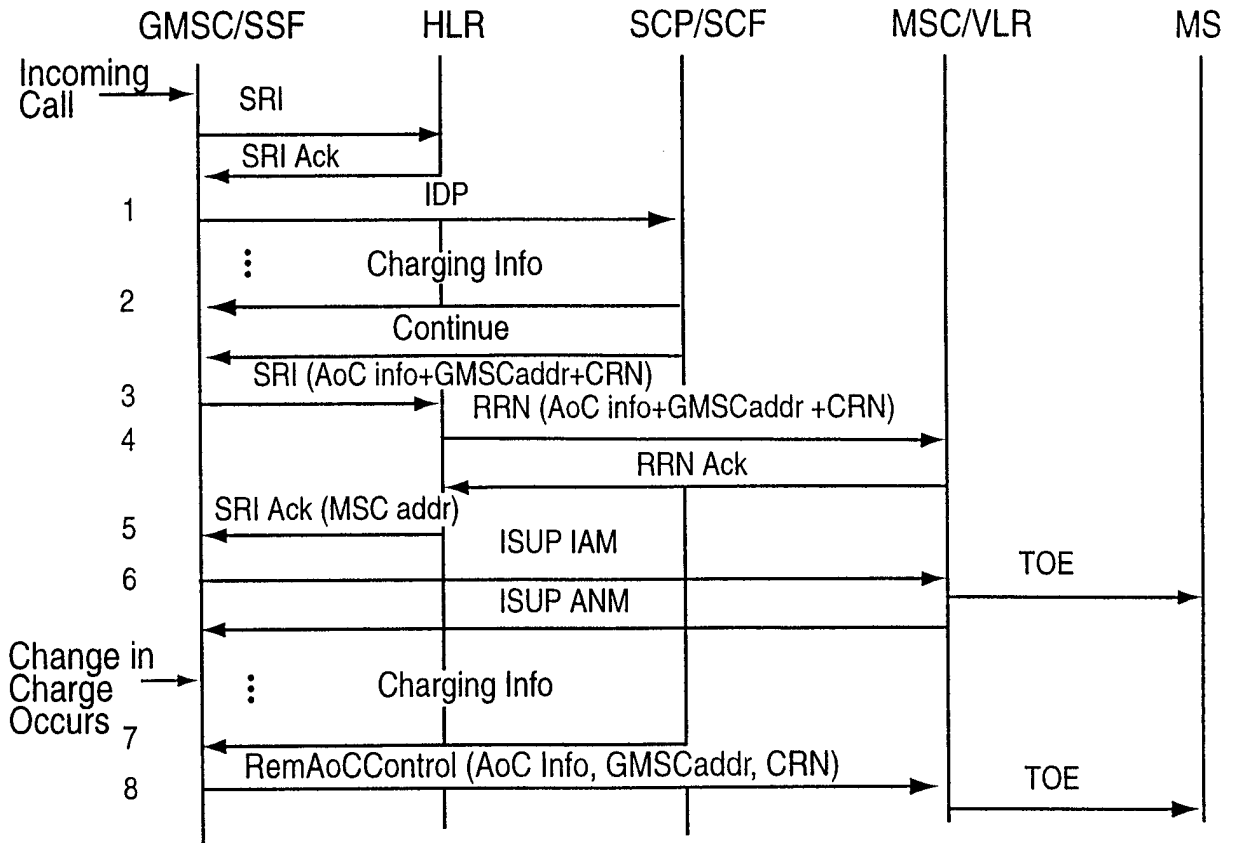 GMSC/SSF HLR SCP/SCF MSC/VLR MS
Incoming
Call
SRI
SRI Ack
1 IDP
Charging Info
2
Continue
SRI (AoC info+GMSCaddr+CRN)
3
RRN (AoC info+GMSCaddr +CRN)
4
RRN Ack
SRI Ack (MSC addr)
5
ISUP IAM
6 TOE
ISUP ANM
Change in
Charge
Occurs
Charging Info
7
RemAoCControl (AoC Info, GMSCaddr, CRN)
8 TOE